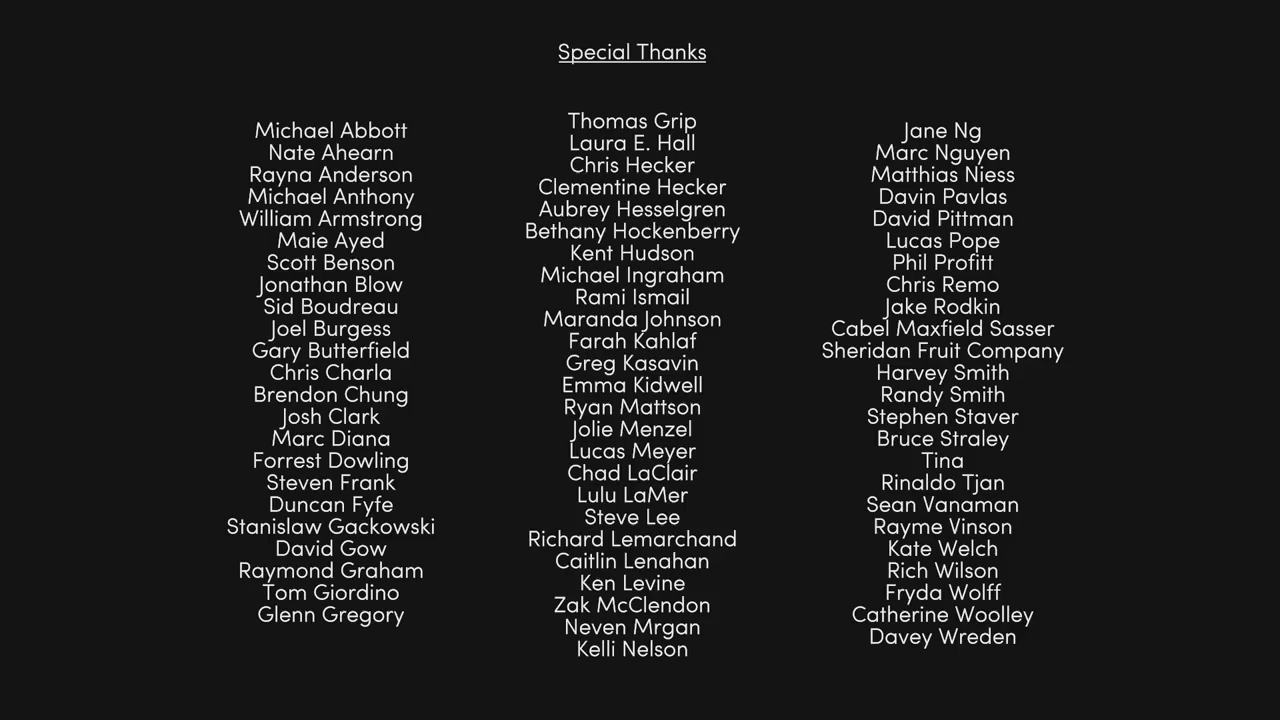 Special Thanks
Michael Abbott
Nate Ahearn
Rayna Anderson
Michael Anthony
William Armstrong
Maie Ayed
Scott Benson
Jonathan Blow
Sid Boudreau
Joel Burgess
Gary Butterfield
Chris Charla
Brendon Chung
Josh Clark
Marc Diana
Forrest Dowling
Steven Frank
Duncan Fyfe
Stanislaw Gackowski
David Gow
Raymond Graham
Tom Giordino
Glenn Gregory
Thomas Grip
Laura E. Hall
Chris Hecker
Clementine Hecker
Aubrey Hesselgren
Bethany Hockenberry
Kent Hudson
Michael Ingraham
Rami Ismail
Maranda Johnson
Farah Kahlaf
Greg Kasavin
Emma Kidwell
Ryan Mattson
Jolie Menzel
Lucas Meyer
Chad LaClair
Lulu LaMer
Steve Lee
Richard Lemarchand
Caitlin Lenahan
Ken Levine
Zak McClendon
Neven Mrgan
Kelli Nelson
Jane Ng
Marc Nguyen
Matthias Niess
Davin Pavlas
David Pittman
Lucas Pope
Phil Profitt
Chris Remo
Jake Rodkin
Cabel Maxfield Sasser
Sheridan Fruit Company
Harvey Smith
Randy Smith
Stephen Staver
Bruce Straley
Tina
Rinaldo Tjan
Sean Vanaman
Rayme Vinson
Kate Welch
Rich Wilson
Fryda Wolff
Catherine Woolley
Davey Wreden